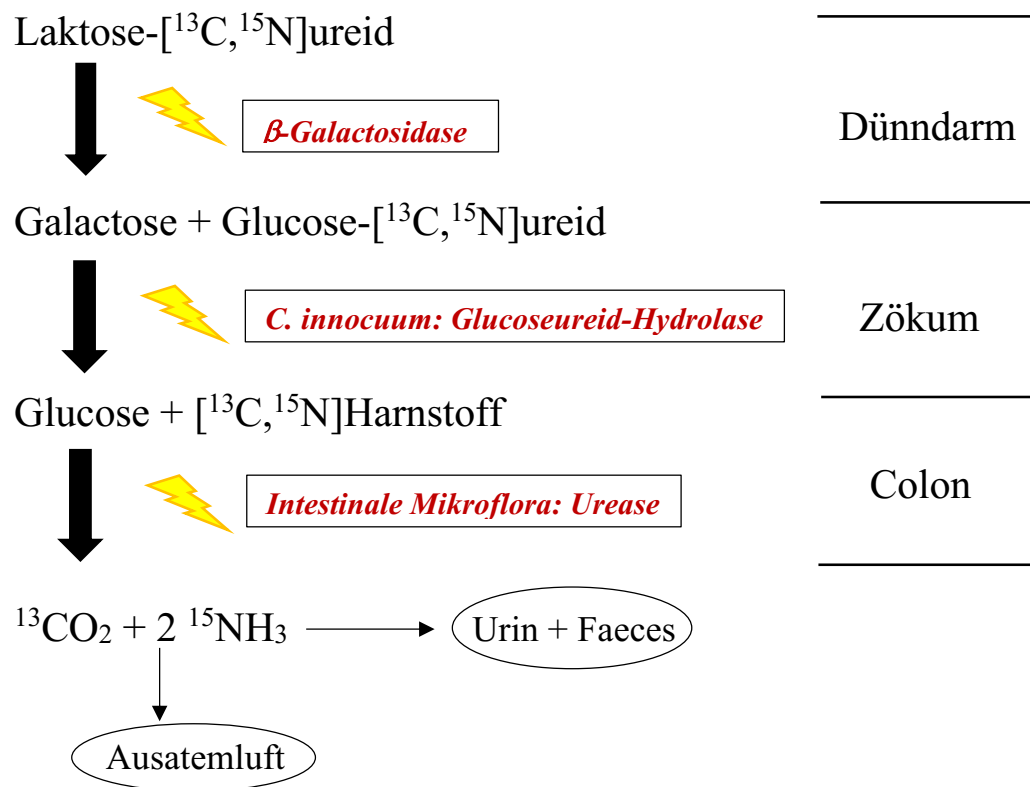 Laktose-[¹³C,¹⁵N]ureid
β-Galactosidase
Dünndarm
Galactose + Glucose-[¹³C,¹⁵N]ureid
C. innocuum: Glucoseureid-Hydrolase
Zökum
Glucose + [¹³C,¹⁵N]Harnstoff
Intestinale Mikroflora: Urease
Colon
¹³CO₂ + 2 ¹⁵NH₃
Urin + Faeces
Ausatemluft